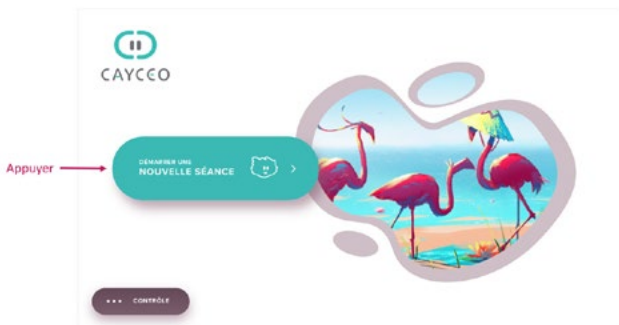 CAYCEO
Appuyer
DÉMARRER UNE
NOUVELLE SÉANCE
••• CONTRÔLE